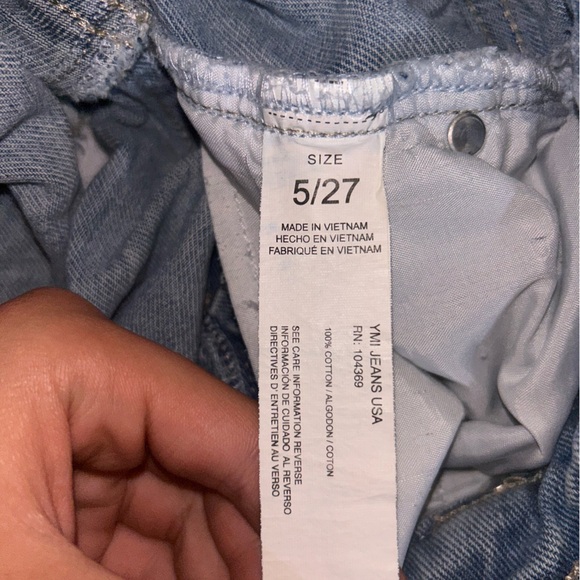 SIZE
5/27
MADE IN VIETNAM
HECHO EN VIETNAM
FABRIQUÉ EN VIETNAM
YMI JEANS USA
RN: 104369
100% COTTON / ALGODON / COTON
SEE CARE INFORMATION REVERSE
INFORMACIÓN DE CUIDADO AL REVERSO
DIRECTIVES D' ENTRETIEN AU VERSO